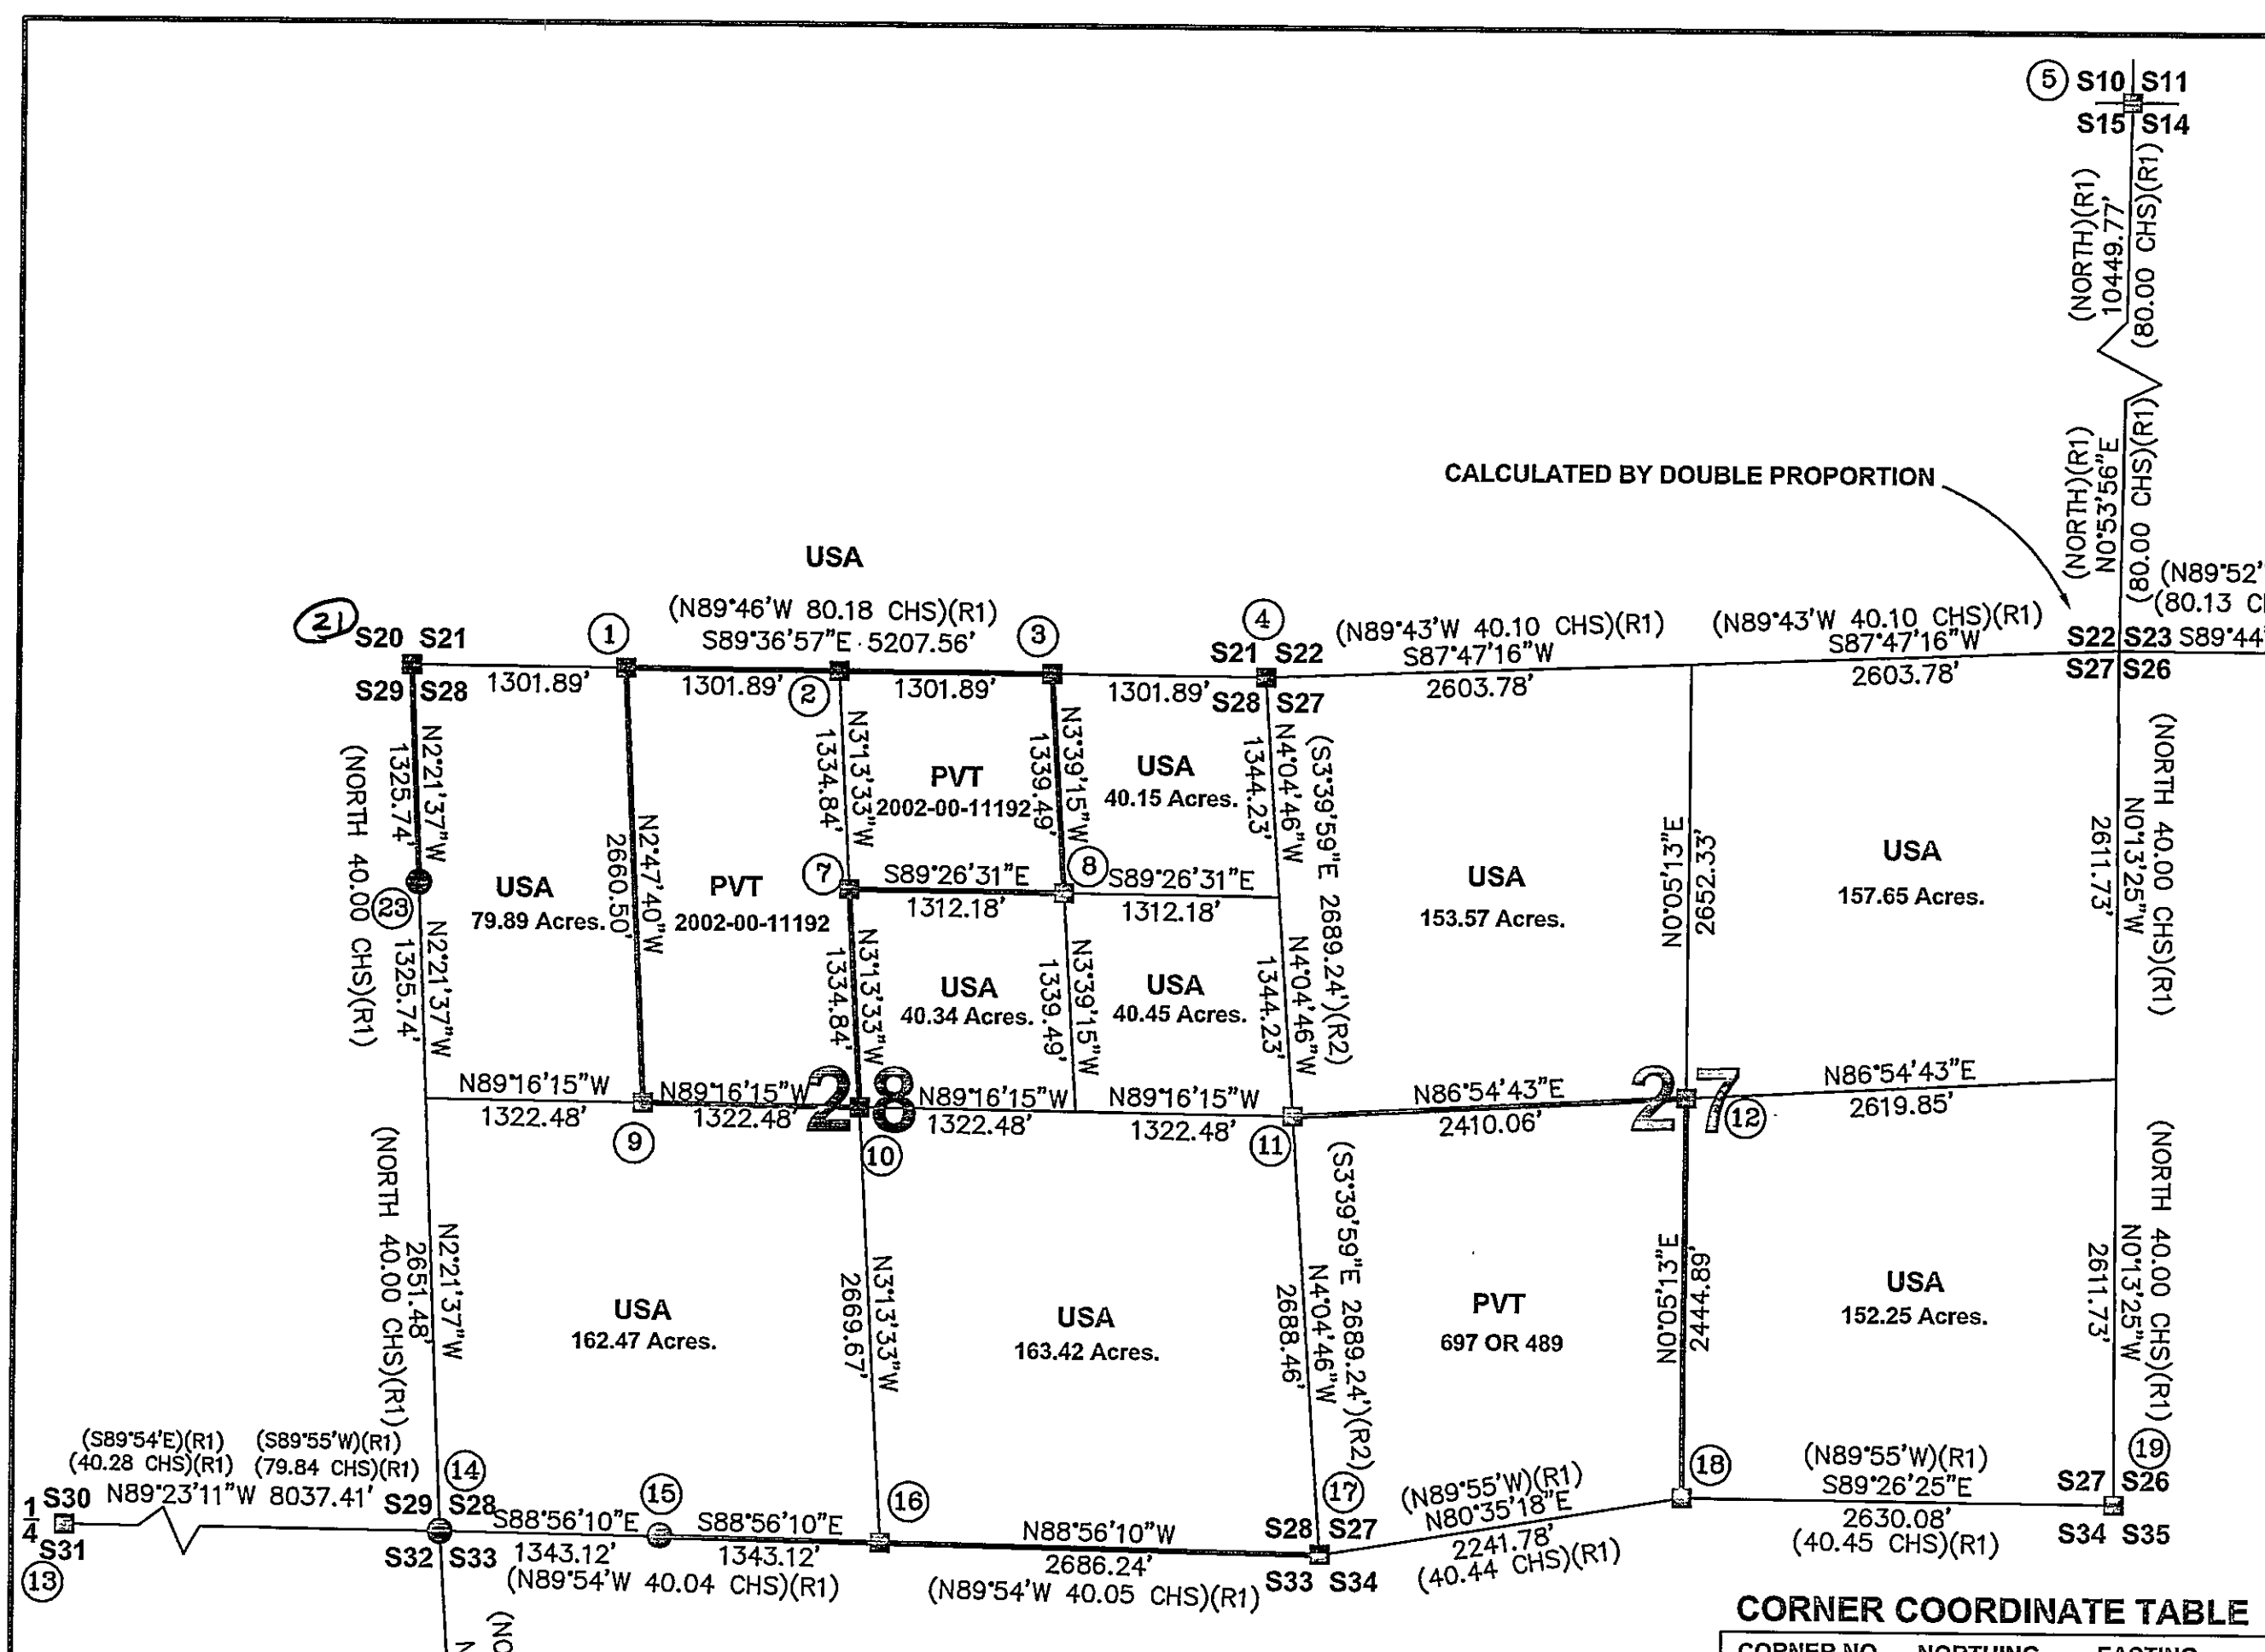 5 S10 S11
S15 S14
(NORTH)(R1)
10449.77'
(80.00 CHS)(R1)
CALCULATED BY DOUBLE PROPORTION
(NORTH)(R1)
N0°53'56"E
(80.00 CHS)(R1)
(N89°52'
(80.13
USA
(N89°46'W 80.18 CHS)(R1)
S89°36'57"E 5207.56'
21 S20 S21
S29 S28
1
2
3
4
S21 S22
S28 S27
(N89°43'W 40.10 CHS)(R1)
S87°47'16"W
2603.78'
(N89°43'W 40.10 CHS)(R1)
S87°47'16"W
2603.78'
S22 S23 S89°44'
S27 S26
1301.89'
1301.89'
1301.89'
1301.89'
(NORTH 40.00 CHS)(R1)
1325.74'
N2°21'37"W
23
1325.74'
N2°21'37"W
USA
79.89 Acres.
2660.50'
N2°47'40"W
PVT
2002-00-11192
1334.84'
N3°13'33"W
PVT
2002-00-11192
1339.49'
N3°39'15"W
USA
40.15 Acres.
1344.23'
N4°04'46"W
(S3°39'59"E 2689.24')(R2)
7
S89°26'31"E
1312.18'
8
S89°26'31"E
1312.18'
1334.84'
N3°13'33"W
USA
40.34 Acres.
1339.49'
N3°39'15"W
USA
40.45 Acres.
1344.23'
N4°04'46"W
USA
153.57 Acres.
N0°05'13"E
2652.33'
USA
157.65 Acres.
2611.73'
N0°13'25"W
(NORTH 40.00 CHS)(R1)
N89°16'15"W
1322.48'
9
N89°16'15"W
1322.48'
28
10
N89°16'15"W
1322.48'
N89°16'15"W
1322.48'
11
N86°54'43"E
2410.06'
27
12
N86°54'43"E
2619.85'
(NORTH 40.00 CHS)(R1)
2651.48'
N2°21'37"W
USA
162.47 Acres.
2669.67'
N3°13'33"W
USA
163.42 Acres.
2688.46'
N4°04'46"W
(S3°39'59"E 2689.24')(R2)
PVT
697 OR 489
N0°05'13"E
2444.89'
USA
152.25 Acres.
2611.73'
N0°13'25"W
(NORTH 40.00 CHS)(R1)
(S89°54'E)(R1) (S89°55'W)(R1)
(40.28 CHS)(R1) (79.84 CHS)(R1)
1/4 S30 N89°23'11"W 8037.41' S29 S28
S31
13
14
S32 S33
S88°56'10"E
1343.12'
15
S88°56'10"E
1343.12'
(N89°54'W 40.04 CHS)(R1)
16
N88°56'10"W
2686.24'
(N89°54'W 40.05 CHS)(R1)
17
S28 S27
S33 S34
(N89°55'W)(R1)
N80°35'18"E
2241.78'
(40.44 CHS)(R1)
18
(N89°55'W)(R1)
S89°26'25"E
2630.08'
(40.45 CHS)(R1)
19
S27 S26
S34 S35
CORNER COORDINATE TABLE
CORNER NO. NORTHING EASTING